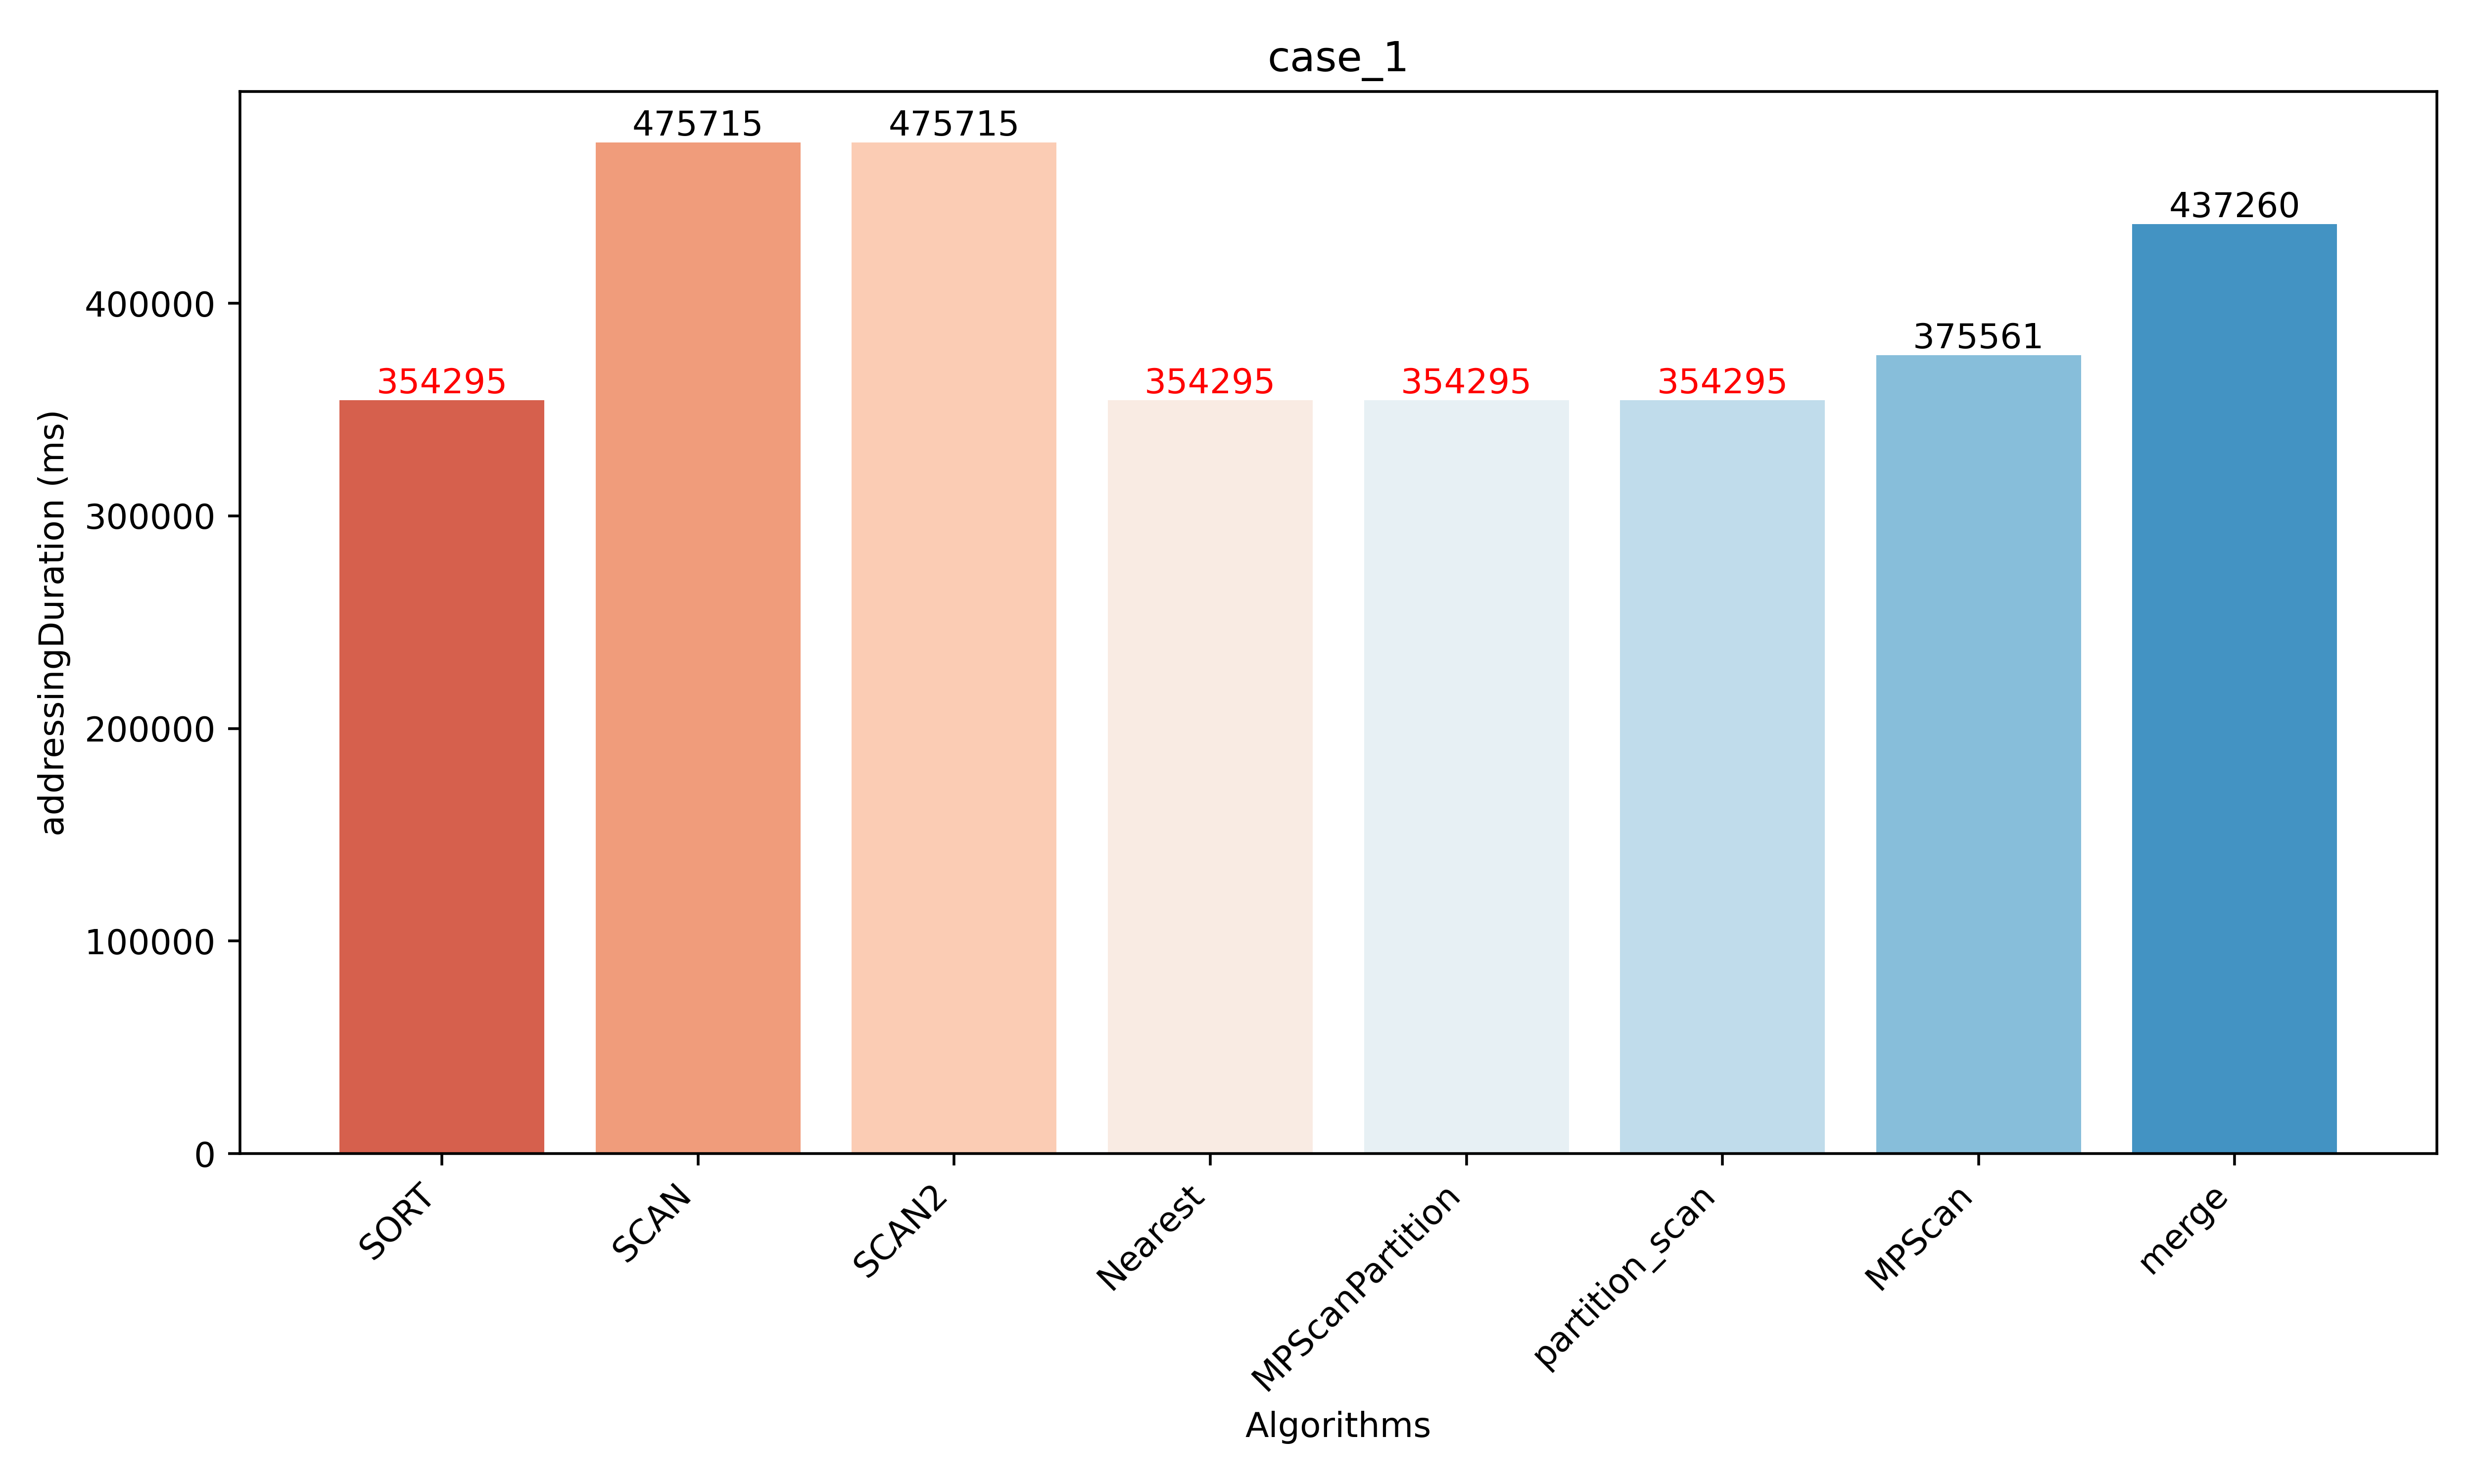 case_1
475715
475715
437260
375561
354295
354295
354295
354295
400000
300000
200000
100000
0
addressingDuration (ms)
SORT
SCAN
SCAN2
Nearest
MPScanPartition
partition_scan
MPScan
merge
Algorithms